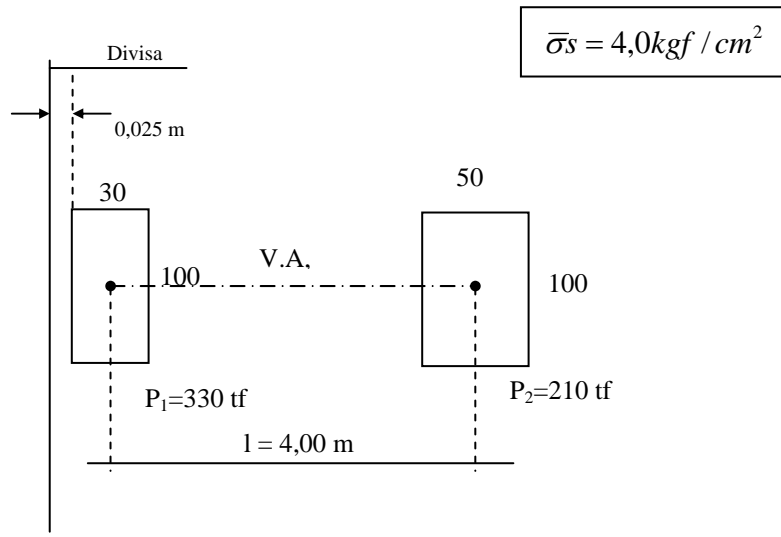 Divisa
σ̅s = 4,0kgf / cm²
0,025 m
30
50
100
V.A,
100
P₁=330 tf
P₂=210 tf
l = 4,00 m